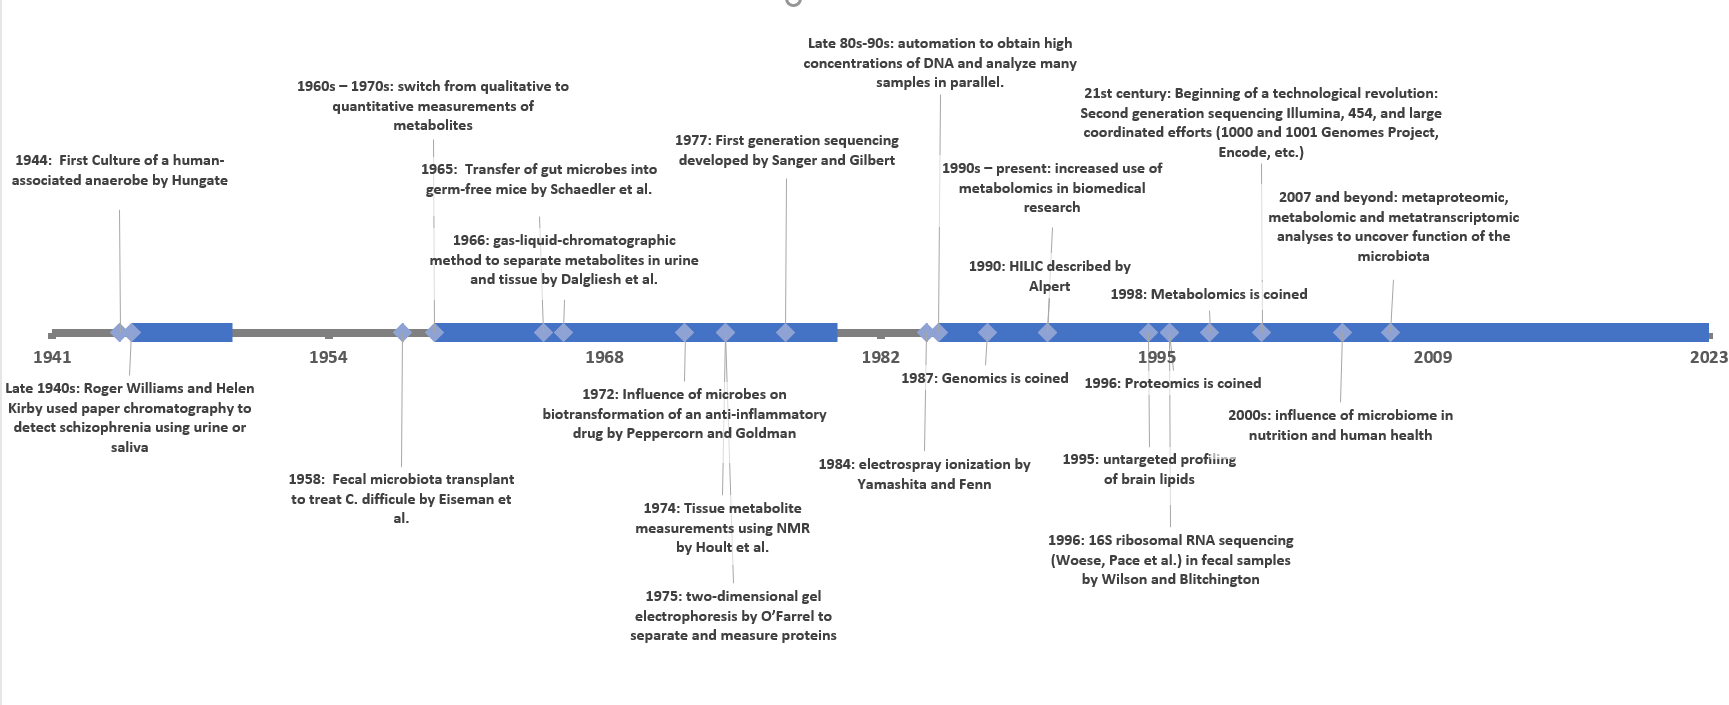 Late 80s-90s: automation to obtain high
concentrations of DNA and analyze many
samples in parallel.
1960s – 1970s: switch from qualitative to
quantitative measurements of
metabolites
21st century: Beginning of a technological revolution:
Second generation sequencing Illumina, 454, and large
coordinated efforts (1000 and 1001 Genomes Project,
Encode, etc.)
1977: First generation sequencing
developed by Sanger and Gilbert
1944:  First Culture of a human-
associated anaerobe by Hungate
1965:  Transfer of gut microbes into
germ-free mice by Schaedler et al.
1990s – present: increased use of
metabolomics in biomedical
research
2007 and beyond: metaproteomic,
metabolomic and metatranscriptomic
analyses to uncover function of the
microbiota
1966: gas-liquid-chromatographic
method to separate metabolites in urine
and tissue by Dalgliesh et al.
1990: HILIC described by
Alpert
1998: Metabolomics is coined
1941
1954
1968
1982
1995
2009
2023
Late 1940s: Roger Williams and Helen
Kirby used paper chromatography to
detect schizophrenia using urine or
saliva
1987: Genomics is coined
1996: Proteomics is coined
1972: Influence of microbes on
biotransformation of an anti-inflammatory
drug by Peppercorn and Goldman
2000s: influence of microbiome in
nutrition and human health
1984: electrospray ionization by
Yamashita and Fenn
1995: untargeted profiling
of brain lipids
1958:  Fecal microbiota transplant
to treat C. difficule by Eiseman et
al.
1974: Tissue metabolite
measurements using NMR
by Hoult et al.
1996: 16S ribosomal RNA sequencing
(Woese, Pace et al.) in fecal samples
by Wilson and Blitchington
1975: two-dimensional gel
electrophoresis by O’Farrel to
separate and measure proteins